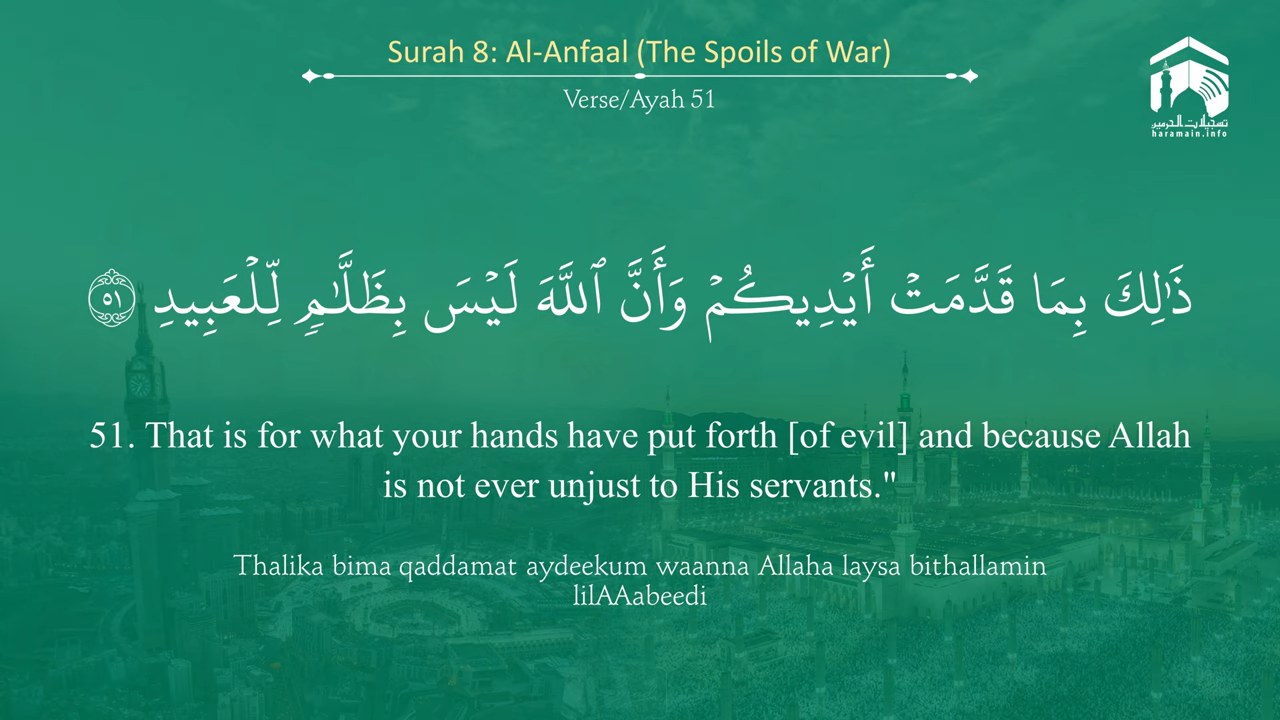 Surah 8: Al-Anfaal (The Spoils of War)
Verse/Ayah 51
تسجيلات الحرمين
haramain.info
ذَٰلِكَ بِمَا قَدَّمَتْ أَيْدِيكُمْ وَأَنَّ ٱللَّهَ لَيْسَ بِظَلَّـٰمٍ لِّلْعَبِيدِ ٥١
51. That is for what your hands have put forth [of evil] and because Allah
is not ever unjust to His servants."
Thalika bima qaddamat aydeekum waanna Allaha laysa bithallamin
lilAAabeedi